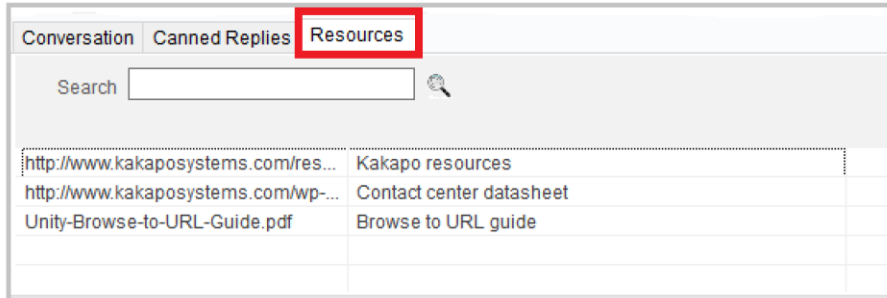 Conversation Canned Replies Resources
Search
http://www.kakaposystems.com/res... Kakapo resources
http://www.kakaposystems.com/wp-... Contact center datasheet
Unity-Browse-to-URL-Guide.pdf Browse to URL guide